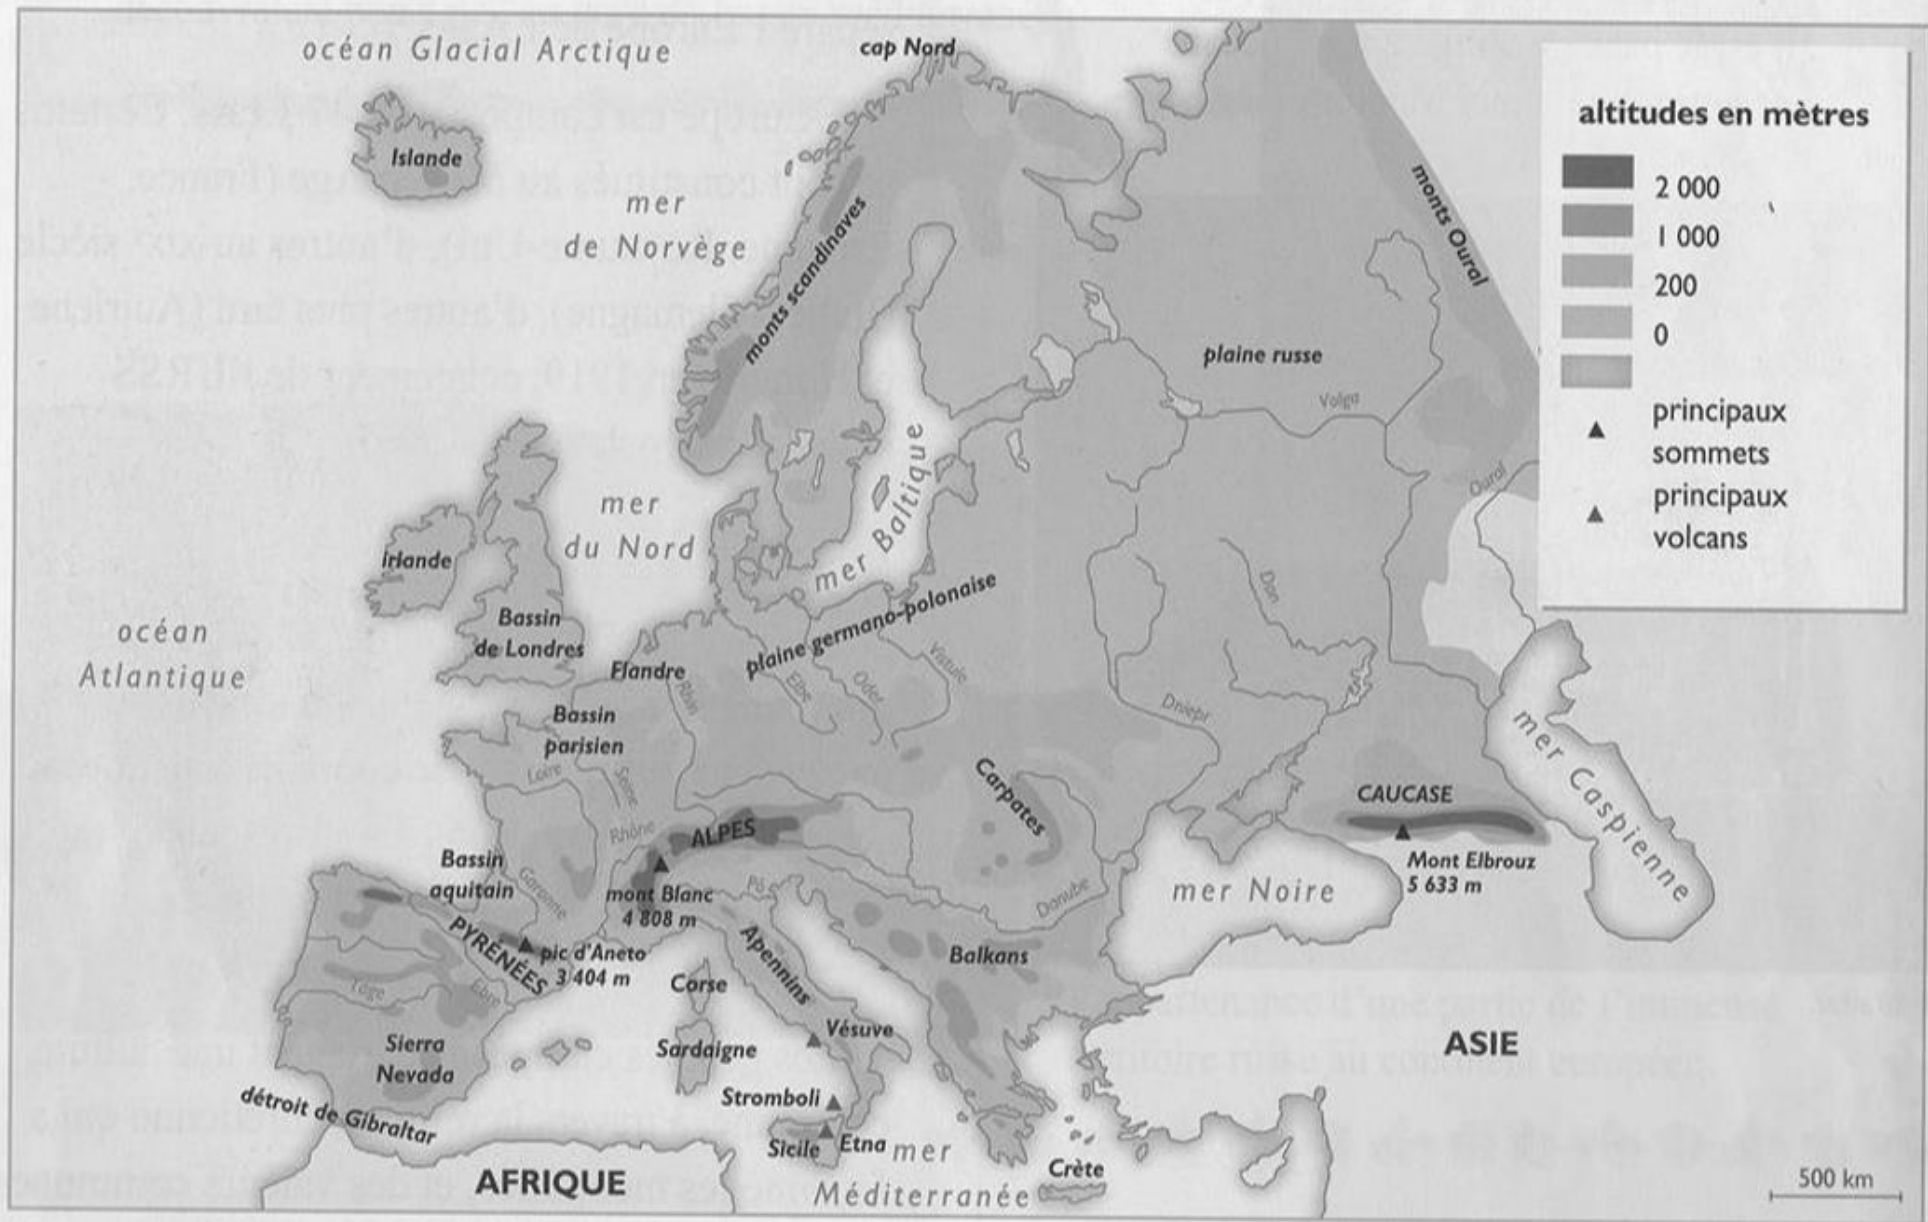 océan Glacial Arctique
cap Nord
Islande
mer
de Norvège
monts scandinaves
monts Oural
plaine russe
Volga
Oural
altitudes en mètres
2 000
1 000
200
0
principaux
sommets
principaux
volcans
mer
du Nord
mer Baltique
Irlande
Bassin
de Londres
océan
Atlantique
Flandre
plaine germano-polonaise
Rhin
Elbe
Oder
Vistule
Don
Dniepr
Bassin
parisien
Loire
Seine
Rhône
ALPES
Carpates
CAUCASE
mer Caspienne
Mont Elbrouz
5 633 m
mer Noire
Bassin
aquitain
Garonne
mont Blanc
4 808 m
Pô
Danube
PYRÉNÉES
pic d'Aneto
3 404 m
Apennins
Balkans
Corse
Tage
Ebre
Sierra
Nevada
Sardaigne
Vésuve
ASIE
détroit de Gibraltar
Stromboli
Sicile
Etna
mer
Méditerranée
Crète
AFRIQUE
500 km